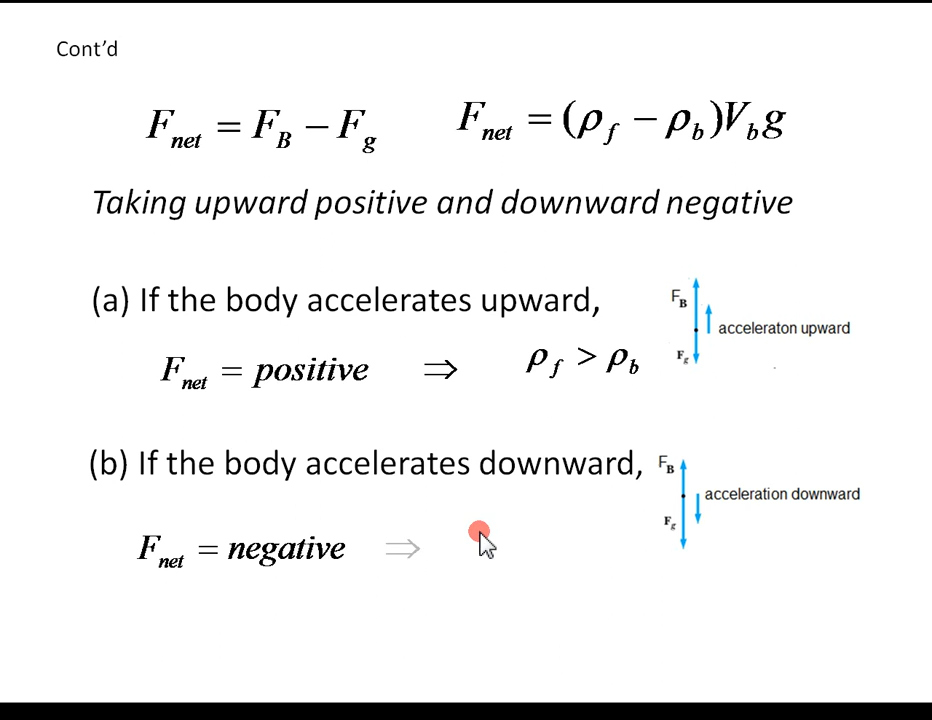 Cont’d
F_net = F_B − F_g    F_net = (ρ_f − ρ_b)V_b g
Taking upward positive and downward negative
(a) If the body accelerates upward,
F_B
acceleraton upward
F_g
F_net = positive ⇒ ρ_f > ρ_b
(b) If the body accelerates downward,
F_B
acceleration downward
F_g
F_net = negative ⇒